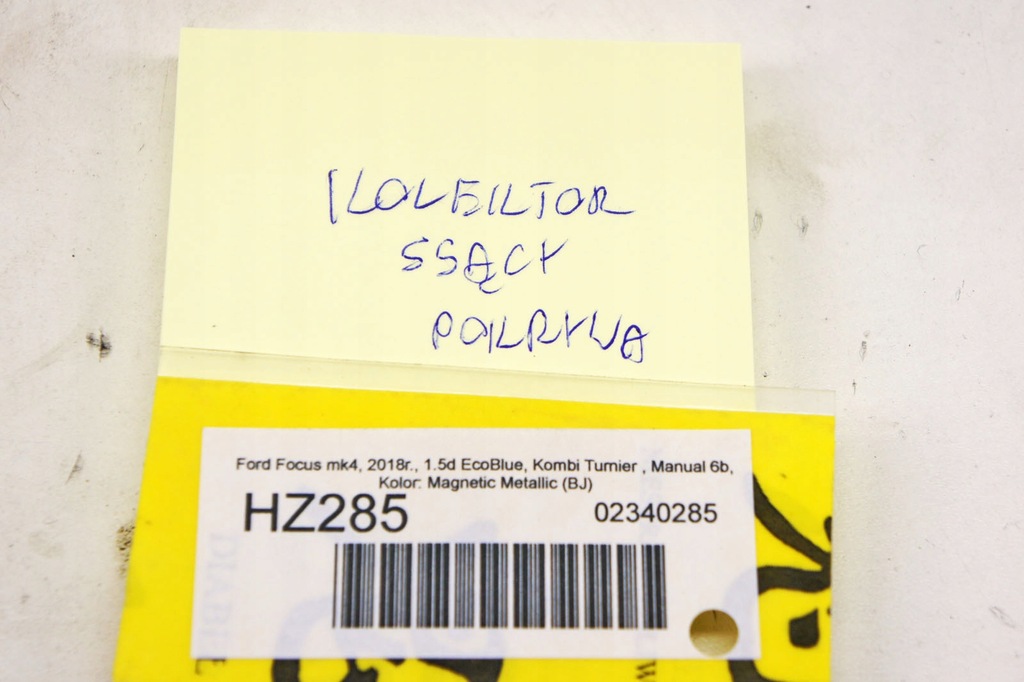 KOLEKTOR
SSĄCY
POKRYWA
Ford Focus mk4, 2018r., 1.5d EcoBlue, Kombi Turnier , Manual 6b,
Kolor: Magnetic Metallic (BJ)
HZ285
02340285